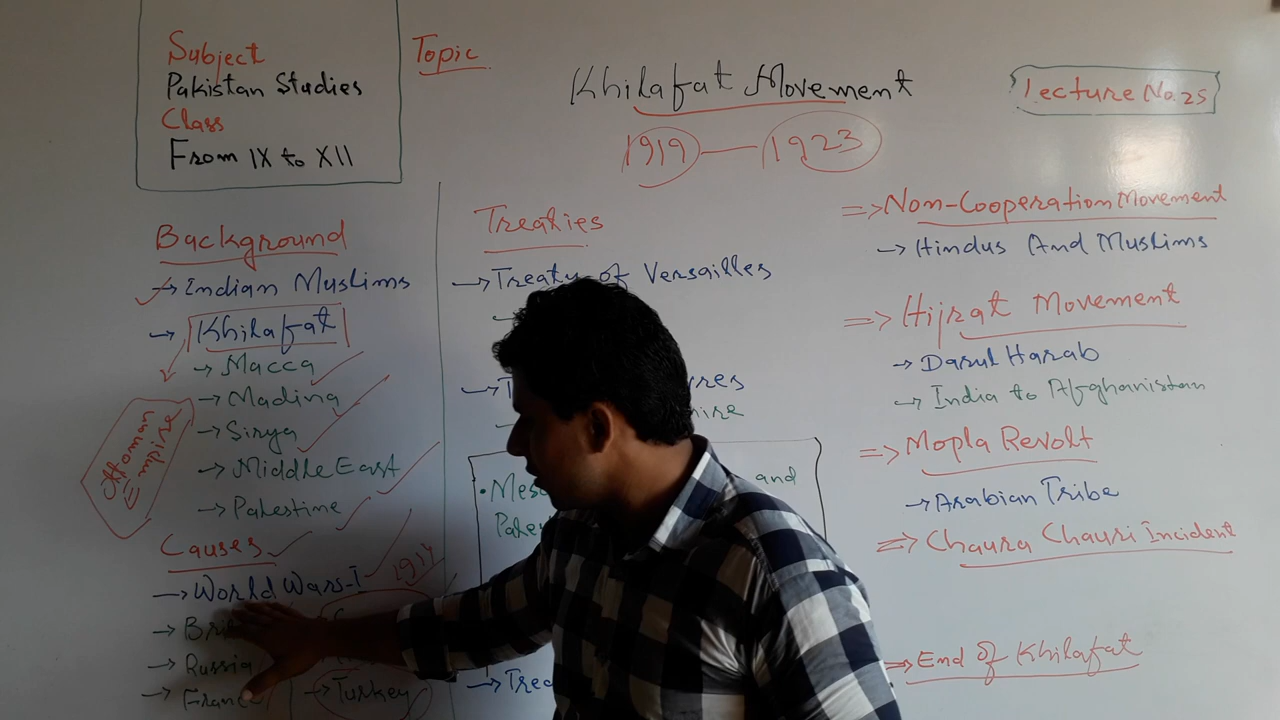 Subject
Pakistan Studies
Class
From IX to XII
Topic
Khilafat Movement
1919 — 1923
Lecture No.25
Background
→ Indian Muslims
→ Khilafat
→ Macca
→ Madina
→ Sirya
→ Middle East
→ Palestine
Ottoman
Empire
Causes
→ World Wars-I
1914
→ Russia
→ Turkey
Treaties
→ Treaty of Versailles
and
⇒ Non-Cooperation Movement
→ Hindus And Muslims
⇒ Hijrat Movement
→ Darul Harab
→ India to Afghanistan
⇒ Mopla Revolt
→ Arabian Tribe
⇒ Chaura Chauri Incident
⇒ End of Khilafat